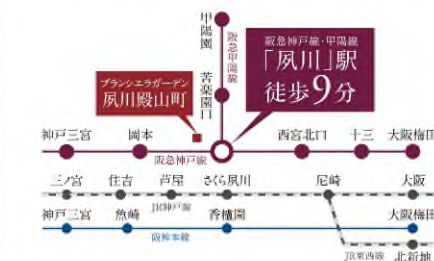 甲陽園
阪急甲陽線
苦楽園口
阪急神戸線・甲陽線
「夙川」駅
徒歩9分
ブランシエラガーデン
夙川殿山町
神戸三宮 岡本 西宮北口 十三 大阪梅田
阪急神戸線
三ノ宮 住吉 芦屋 さくら夙川 尼崎 大阪
JR神戸線
神戸三宮 魚崎 香櫨園 大阪梅田
阪神本線
JR東西線 北新地